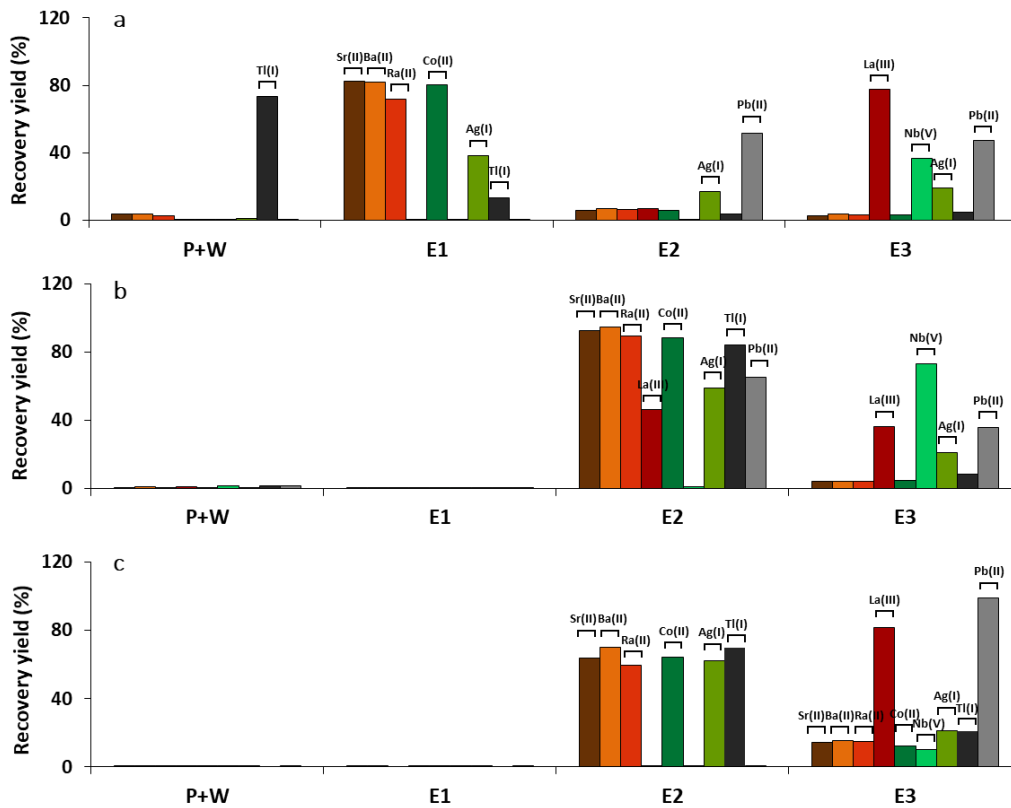 a
Recovery yield (%)
120
80
40
0
Tl(I)
Sr(II) Ba(II)
Ra(II)
Co(II)
Ag(I)
Tl(I)
Ag(I)
Pb(II)
La(III)
Nb(V)
Ag(I)
Pb(II)
P+W E1 E2 E3
b
Recovery yield (%)
120
80
40
0
Sr(II) Ba(II)
Ra(II)
La(III)
Co(II)
Ag(I)
Tl(I)
Pb(II)
La(III)
Nb(V)
Ag(I)
Pb(II)
P+W E1 E2 E3
c
Recovery yield (%)
120
80
40
0
Sr(II) Ba(II)
Ra(II)
Co(II)
Ag(I)
Tl(I)
Sr(II) Ba(II) Ra(II)
La(III)
Co(II)
Nb(V)
Ag(I)
Tl(I)
Pb(II)
P+W E1 E2 E3